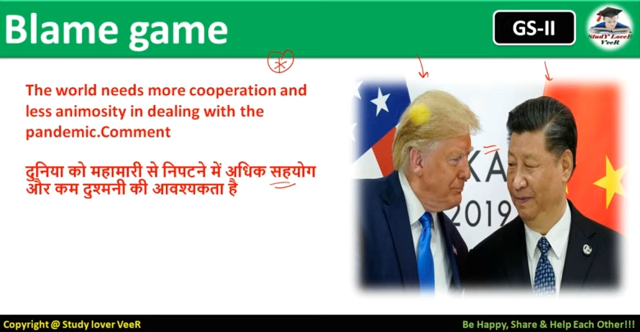 Blame game
GS-II
StudY LoveR
VeeR
The world needs more cooperation and
less animosity in dealing with the
pandemic.Comment
दुनिया को महामारी से निपटने में अधिक सहयोग
और कम दुश्मनी की आवश्यकता है
KA
2019
Copyright @ Study lover VeeR
Be Happy, Share & Help Each Other!!!